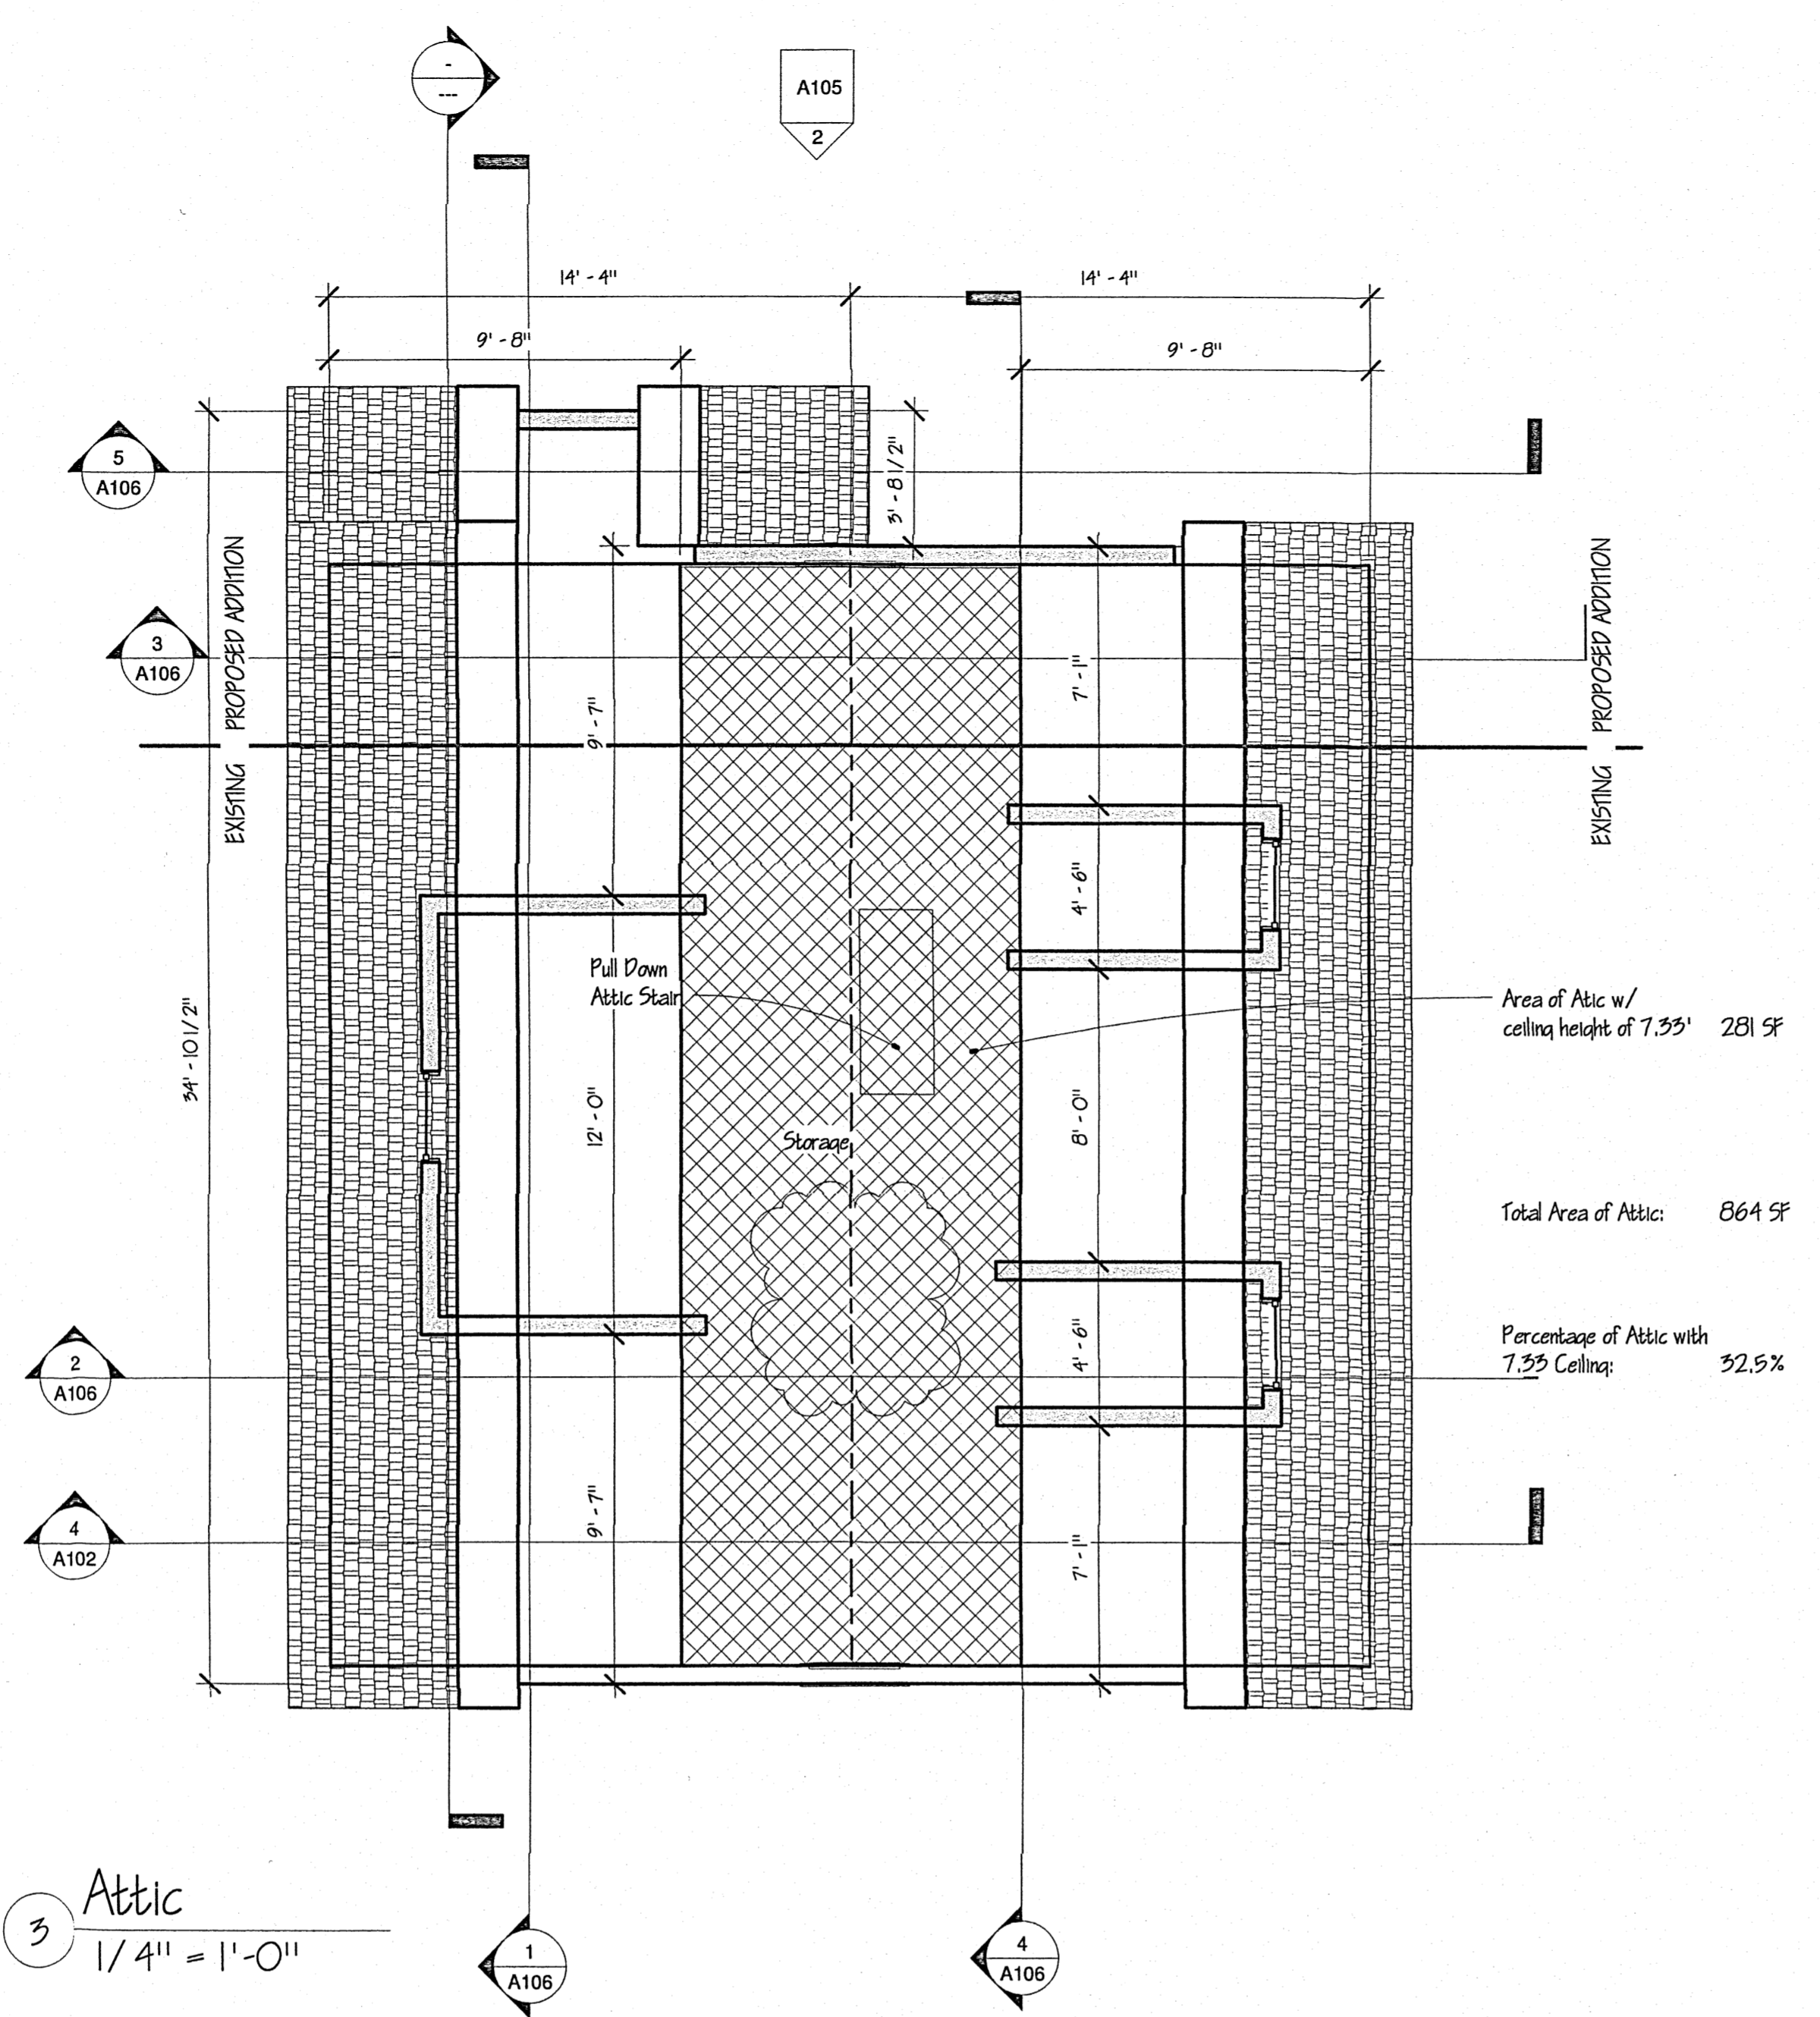 -
---
A105
2
14' - 4"
14' - 4"
9' - 8"
9' - 8"
5
A106
3' - 8 1/2"
3
A106
PROPOSED ADDITION
EXISTING
PROPOSED ADDITION
EXISTING
9' - 7"
7' - 1"
4' - 6"
Pull Down
Attic Stair
34' - 10 1/2"
12' - 0"
8' - 0"
Storage
Area of Atic w/
ceiling height of 7.33' 281 SF
Total Area of Attic: 864 SF
Percentage of Attic with
7.33 Ceiling: 32.5%
4' - 6"
2
A106
9' - 7"
7' - 1"
4
A102
3
Attic
1/4" = 1'-0"
1
A106
4
A106